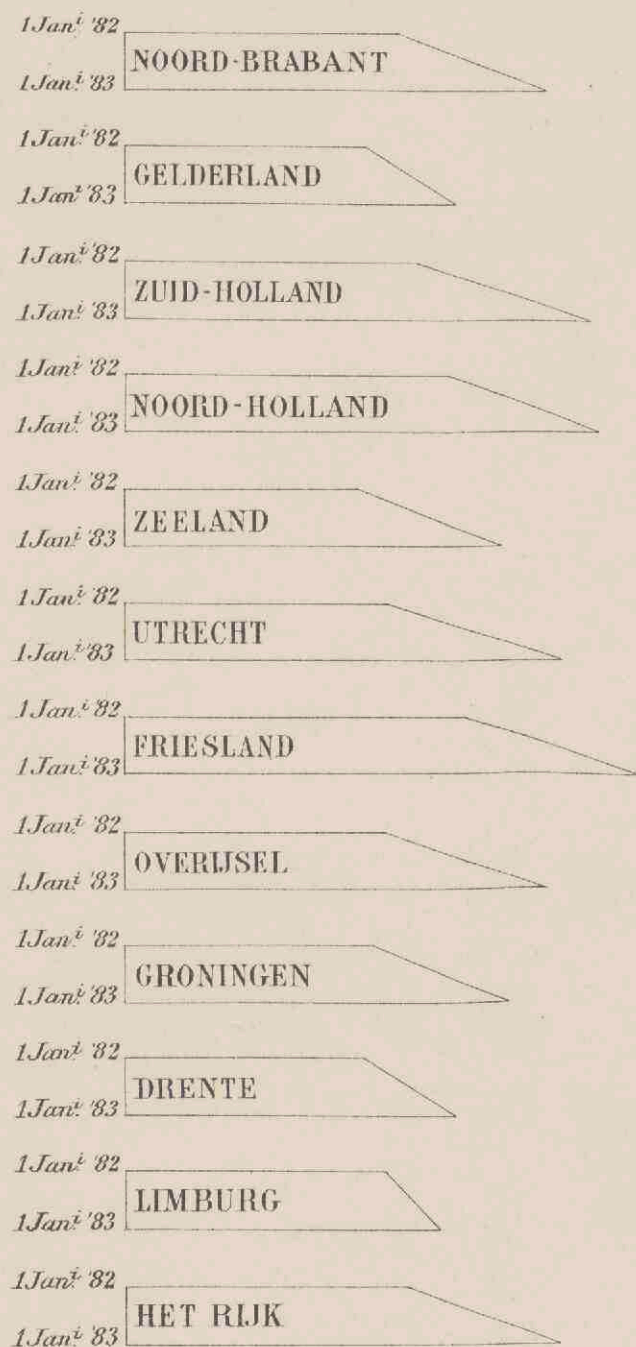 1 Jan.i '82
NOORD-BRABANT
1 Jan.i '83
1 Jan.i '82
GELDERLAND
1 Jan.i '83
1 Jan.i '82
ZUID-HOLLAND
1 Jan.i '83
1 Jan.i '82
NOORD-HOLLAND
1 Jan.i '83
1 Jan.i '82
ZEELAND
1 Jan.i '83
1 Jan.i '82
UTRECHT
1 Jan.i '83
1 Jan.i '82
FRIESLAND
1 Jan.i '83
1 Jan.i '82
OVERIJSEL
1 Jan.i '83
1 Jan.i '82
GRONINGEN
1 Jan.i '83
1 Jan.i '82
DRENTE
1 Jan.i '83
1 Jan.i '82
LIMBURG
1 Jan.i '83
1 Jan.i '82
HET RIJK
1 Jan.i '83